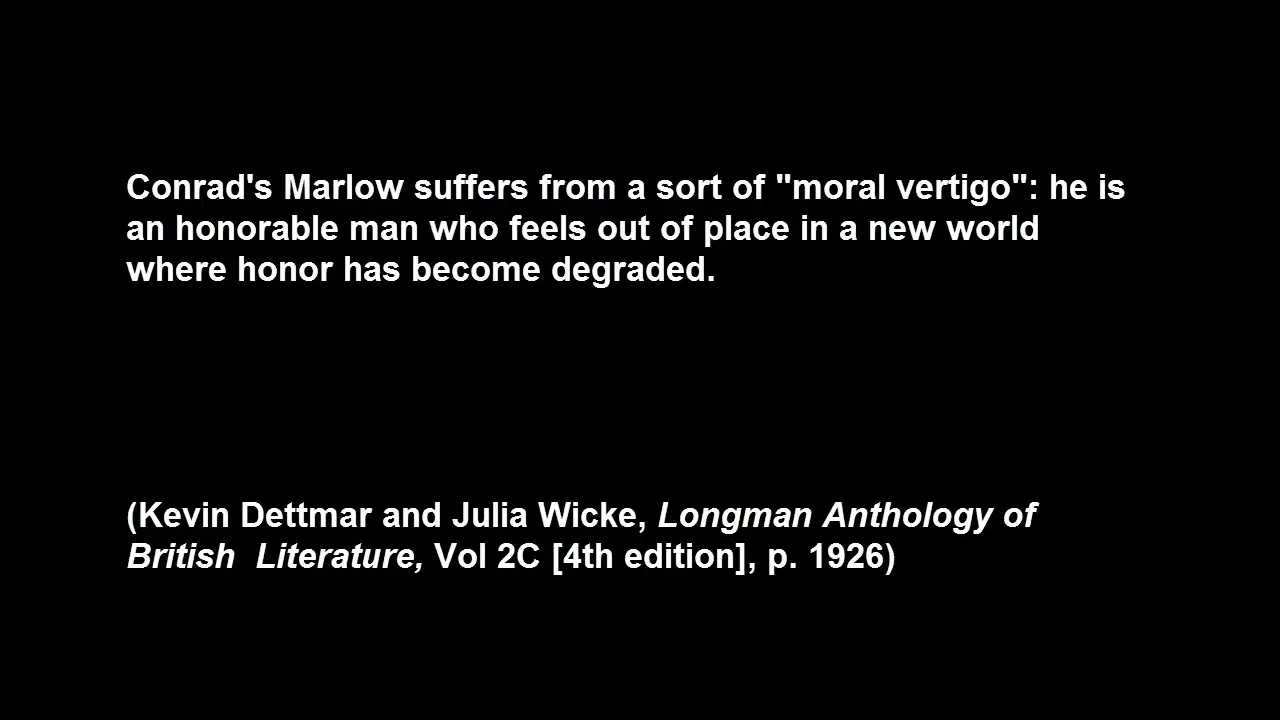 Conrad's Marlow suffers from a sort of "moral vertigo": he is
an honorable man who feels out of place in a new world
where honor has become degraded.
(Kevin Dettmar and Julia Wicke, Longman Anthology of
British  Literature, Vol 2C [4th edition], p. 1926)